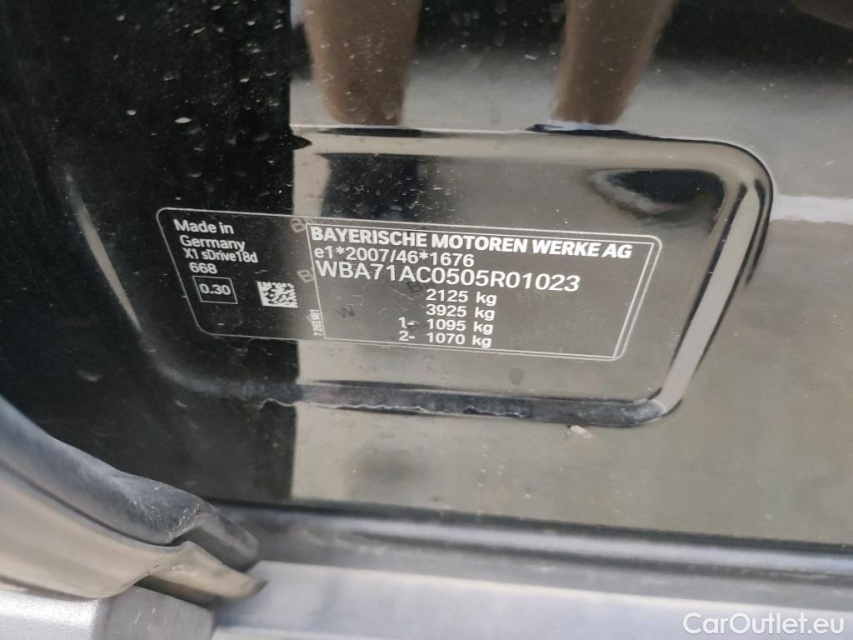 Made in
Germany
X1 sDrive18d
668
0.30
BAYERISCHE MOTOREN WERKE AG
e1*2007/46*1676
WBA71AC0505R01023
2125 kg
3925 kg
1- 1095 kg
2- 1070 kg
B
B
W
CarOutlet.eu